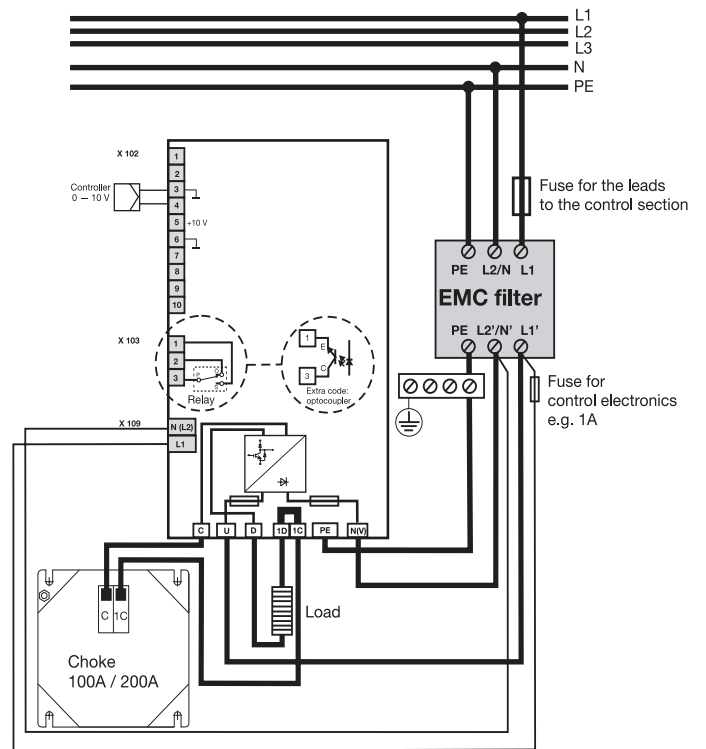 L1
L2
L3
N
PE
X 102
1
2
3
4
5
+10 V
6
7
8
9
10
Controller
0 – 10 V
Fuse for the leads
to the control section
PE L2/N L1
EMC filter
PE L2'/N' L1'
X 103
1
2
3
Relay
1
E
C
3
Extra code:
optocoupler
Fuse for
control electronics
e.g. 1A
X 109
N (L2)
L1
C U D 1D 1C PE N(V)
C 1C
Load
Choke
100A / 200A